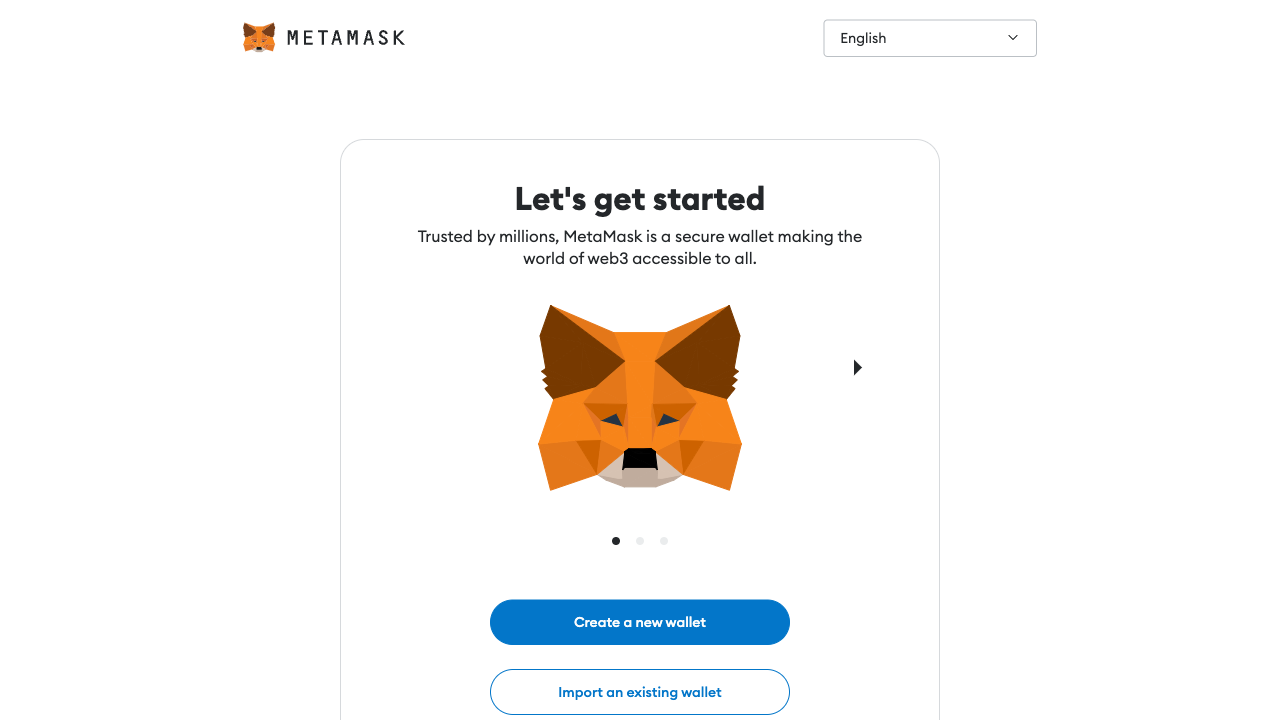 METAMASK
English
Let's get started
Trusted by millions, MetaMask is a secure wallet making the
world of web3 accessible to all.
Create a new wallet
Import an existing wallet